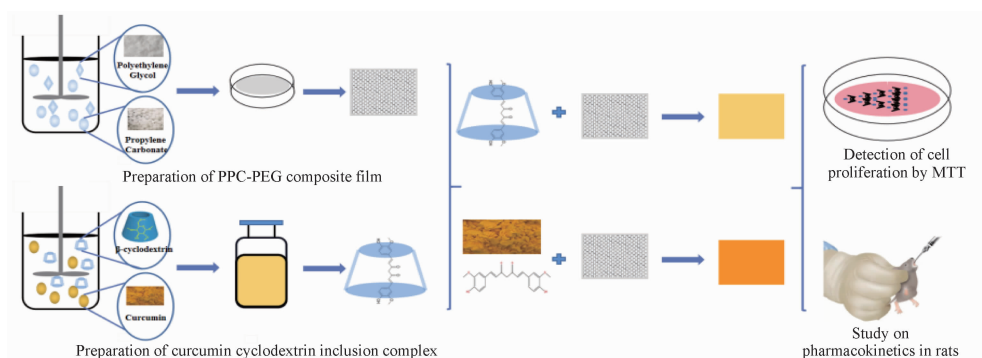 Polyethylene
Glycol
Propylene
Carbonate
Preparation of PPC-PEG composite film
β-cyclodextrin
Curcumin
Preparation of curcumin cyclodextrin inclusion complex
Detection of cell
proliferation by MTT
Study on
pharmacokinetics in rats